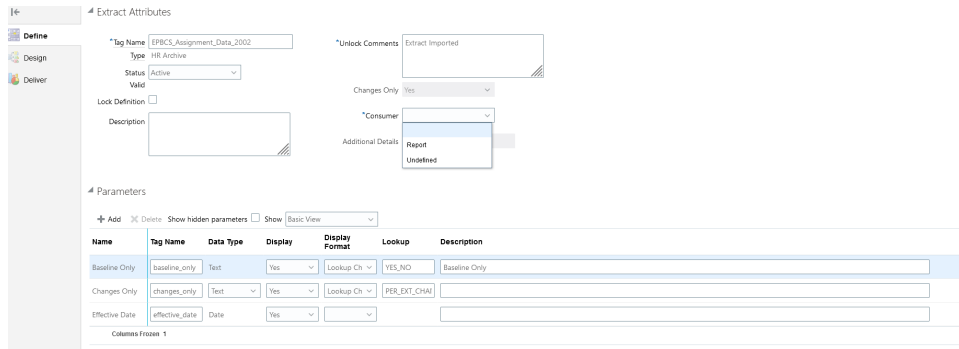 Extract Attributes
Define
Design
Deliver
*Tag Name EPBCS_Assignment_Data_2002
Type HR Archive
Status Active
Valid
Lock Definition
Description
*Unlock Comments Extract Imported
Changes Only Yes
*Consumer
Report
Undefined
Additional Details
Parameters
Add Delete Show hidden parameters Show Basic View
Name Tag Name Data Type Display Display Format Lookup Description
Baseline Only baseline_only Text Yes Lookup Ch YES_NO Baseline Only
Changes Only changes_only Text Yes Lookup Ch PER_EXT_CHAI
Effective Date effective_date Date Yes
Columns Frozen 1